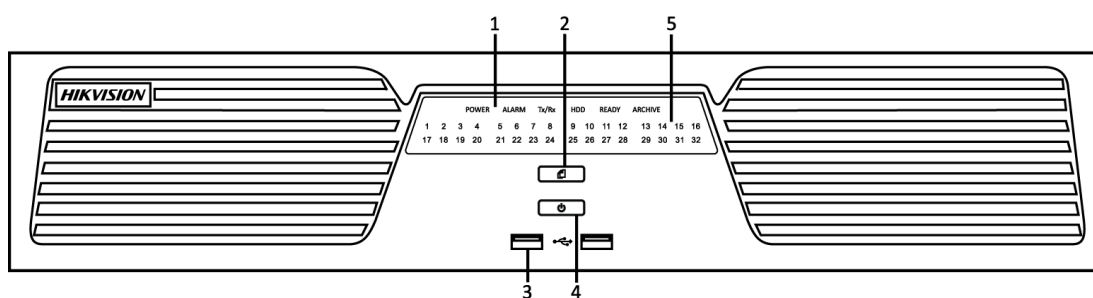 1 2 5
HIKVISION
POWER ALARM Tx/Rx HDD READY ARCHIVE
1 2 3 4 5 6 7 8 9 10 11 12 13 14 15 16
17 18 19 20 21 22 23 24 25 26 27 28 29 30 31 32
3 4